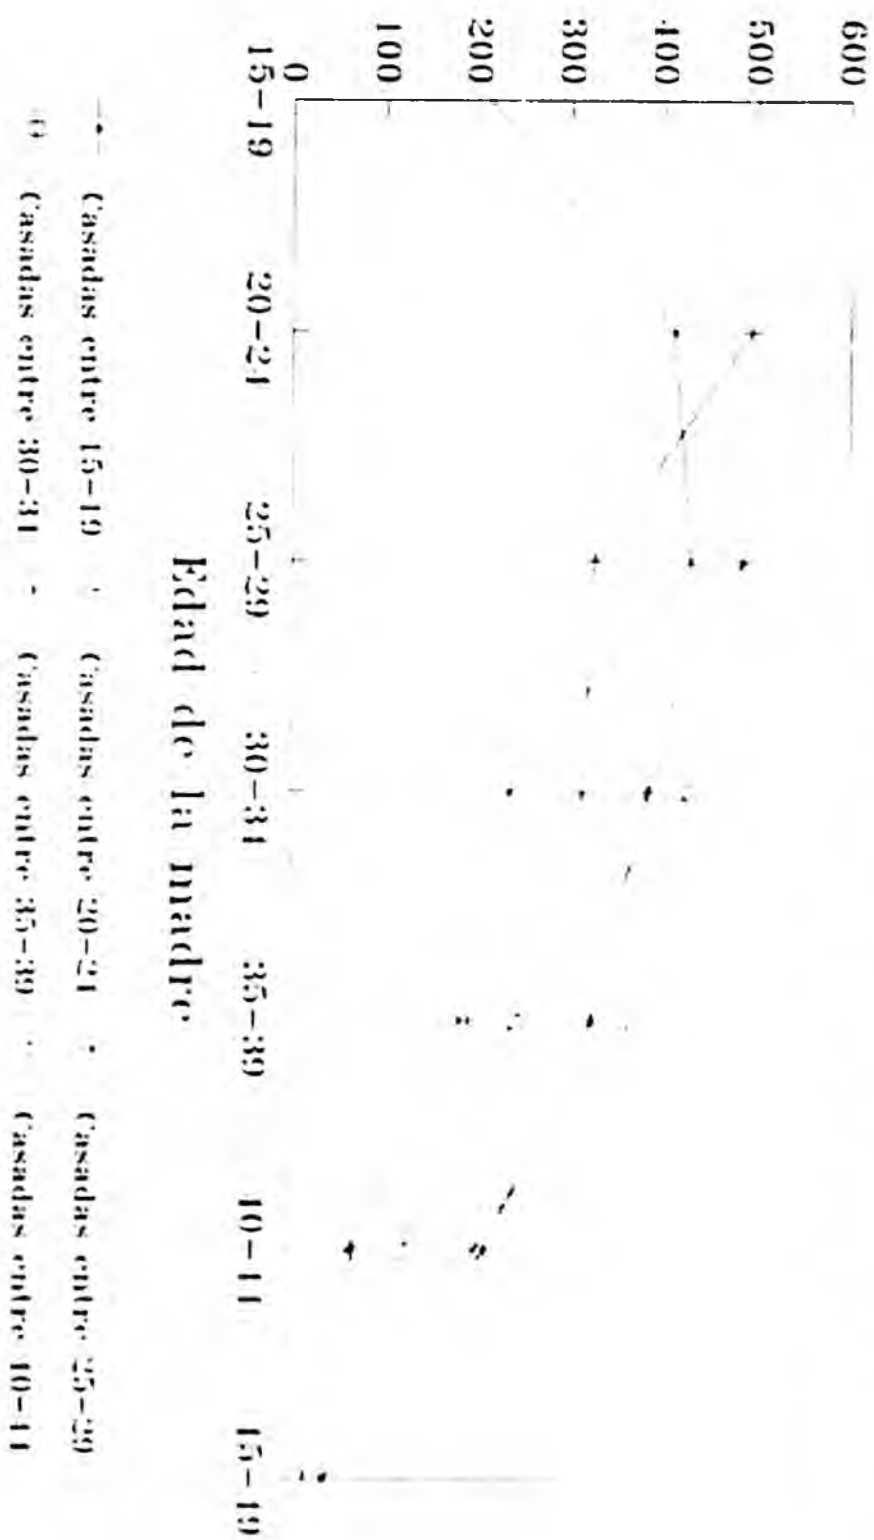 600
500
400
300
200
100
0
15-19 20-24 25-29 30-34 35-39 40-44 45-49
Edad de la madre
Casadas entre 15-19 Casadas entre 20-24 Casadas entre 25-29
Casadas entre 30-34 Casadas entre 35-39 Casadas entre 40-44